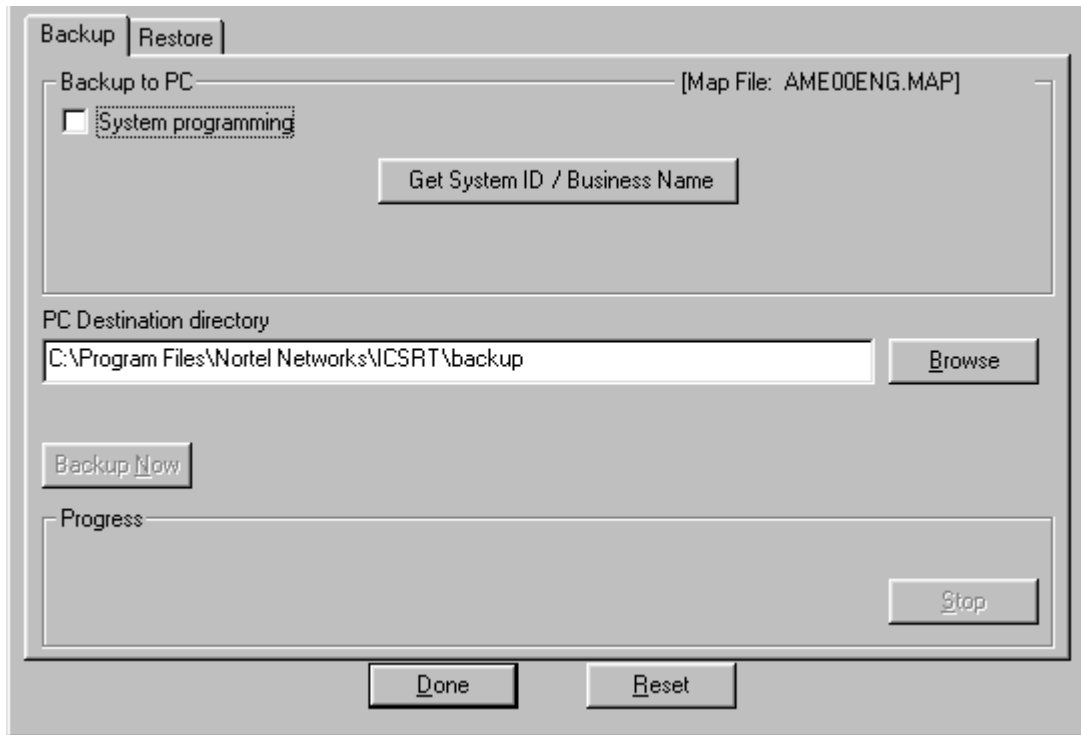 Backup Restore
Backup to PC [Map File: AME00ENG.MAP]
System programming
Get System ID / Business Name
PC Destination directory
C:\Program Files\Nortel Networks\ICSRT\backup Browse
Backup Now
Progress
Stop
Done Reset